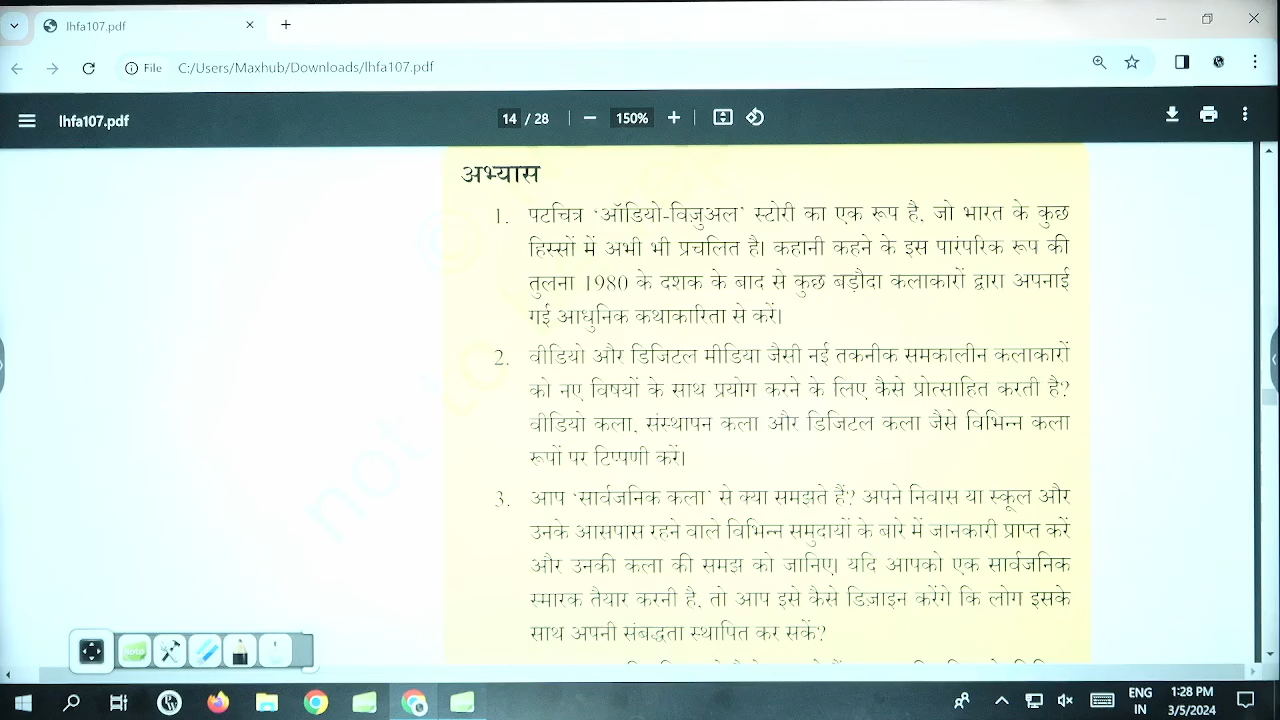 lhfa107.pdf
File C:/Users/Maxhub/Downloads/lhfa107.pdf
lhfa107.pdf 14 / 28 150%
अभ्यास
1. पटचित्र ‘ऑडियो-विज़ुअल’ स्टोरी का एक रूप है, जो भारत के कुछ
हिस्सों में अभी भी प्रचलित है। कहानी कहने के इस पारंपरिक रूप की
तुलना 1980 के दशक के बाद से कुछ बड़ौदा कलाकारों द्वारा अपनाई
गई आधुनिक कथाकारिता से करें।
2. वीडियो और डिजिटल मीडिया जैसी नई तकनीक समकालीन कलाकारों
को नए विषयों के साथ प्रयोग करने के लिए कैसे प्रोत्साहित करती है?
वीडियो कला, संस्थापन कला और डिजिटल कला जैसे विभिन्न कला
रूपों पर टिप्पणी करें।
3. आप ‘सार्वजनिक कला’ से क्या समझते हैं? अपने निवास या स्कूल और
उनके आसपास रहने वाले विभिन्न समुदायों के बारे में जानकारी प्राप्त करें
और उनकी कला की समझ को जानिए। यदि आपको एक सार्वजनिक
स्मारक तैयार करनी है, तो आप इसे कैसे डिज़ाइन करेंगे कि लोग इसके
साथ अपनी संबद्धता स्थापित कर सकें?
not to
ENG 1:28 PM
IN 3/5/2024